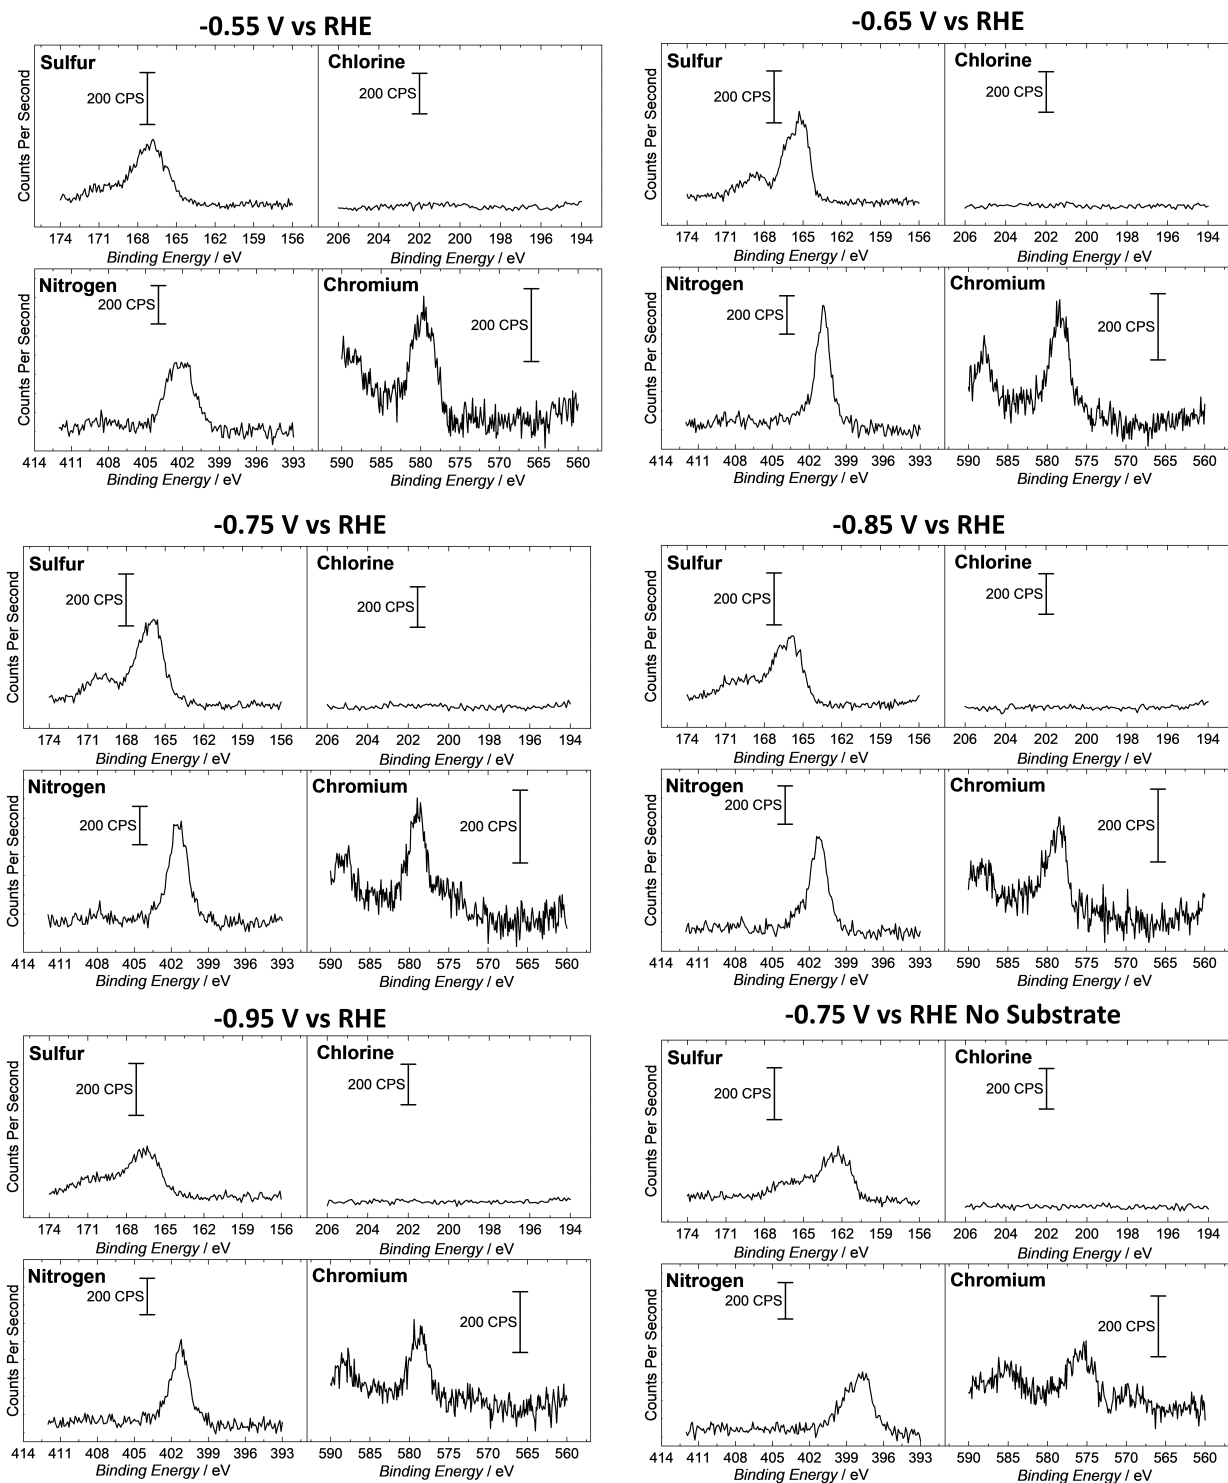 -0.55 V vs RHE
Sulfur
200 CPS
Counts Per Second
174 171 168 165 162 159 156
Binding Energy / eV
Chlorine
200 CPS
206 204 202 200 198 196 194
Binding Energy / eV
Nitrogen
200 CPS
Counts Per Second
414 411 408 405 402 399 396 393
Binding Energy / eV
Chromium
200 CPS
590 585 580 575 570 565 560
Binding Energy / eV
-0.65 V vs RHE
Sulfur
200 CPS
Counts Per Second
174 171 168 165 162 159 156
Binding Energy / eV
Chlorine
200 CPS
206 204 202 200 198 196 194
Binding Energy / eV
Nitrogen
200 CPS
Counts Per Second
414 411 408 405 402 399 396 393
Binding Energy / eV
Chromium
200 CPS
590 585 580 575 570 565 560
Binding Energy / eV
-0.75 V vs RHE
Sulfur
200 CPS
Counts Per Second
174 171 168 165 162 159 156
Binding Energy / eV
Chlorine
200 CPS
206 204 202 200 198 196 194
Binding Energy / eV
Nitrogen
200 CPS
Counts Per Second
414 411 408 405 402 399 396 393
Binding Energy / eV
Chromium
200 CPS
590 585 580 575 570 565 560
Binding Energy / eV
-0.85 V vs RHE
Sulfur
200 CPS
Counts Per Second
174 171 168 165 162 159 156
Binding Energy / eV
Chlorine
200 CPS
206 204 202 200 198 196 194
Binding Energy / eV
Nitrogen
200 CPS
Counts Per Second
414 411 408 405 402 399 396 393
Binding Energy / eV
Chromium
200 CPS
590 585 580 575 570 565 560
Binding Energy / eV
-0.95 V vs RHE
Sulfur
200 CPS
Counts Per Second
174 171 168 165 162 159 156
Binding Energy / eV
Chlorine
200 CPS
206 204 202 200 198 196 194
Binding Energy / eV
Nitrogen
200 CPS
Counts Per Second
414 411 408 405 402 399 396 393
Binding Energy / eV
Chromium
200 CPS
590 585 580 575 570 565 560
Binding Energy / eV
-0.75 V vs RHE No Substrate
Sulfur
200 CPS
Counts Per Second
174 171 168 165 162 159 156
Binding Energy / eV
Chlorine
200 CPS
206 204 202 200 198 196 194
Binding Energy / eV
Nitrogen
200 CPS
Counts Per Second
414 411 408 405 402 399 396 393
Binding Energy / eV
Chromium
200 CPS
590 585 580 575 570 565 560
Binding Energy / eV